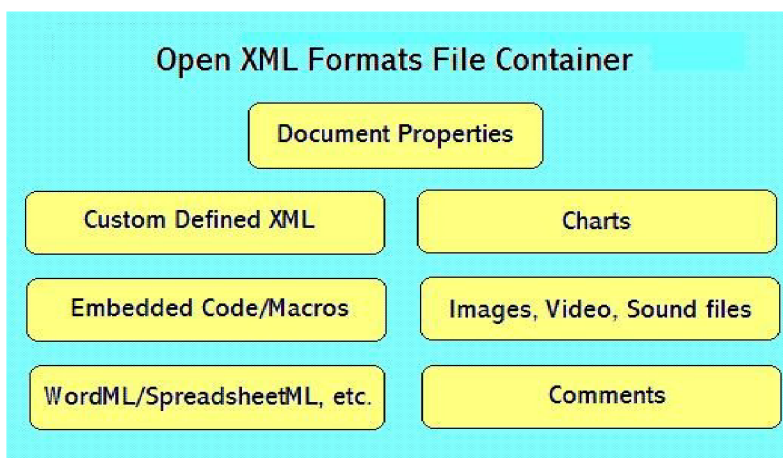 Open XML Formats File Container
Document Properties
Custom Defined XML
Charts
Embedded Code/Macros
Images, Video, Sound files
WordML/SpreadsheetML, etc.
Comments